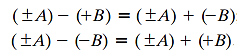 (±A) − (+B) = (±A) + (−B)
(±A) − (−B) = (±A) + (+B)